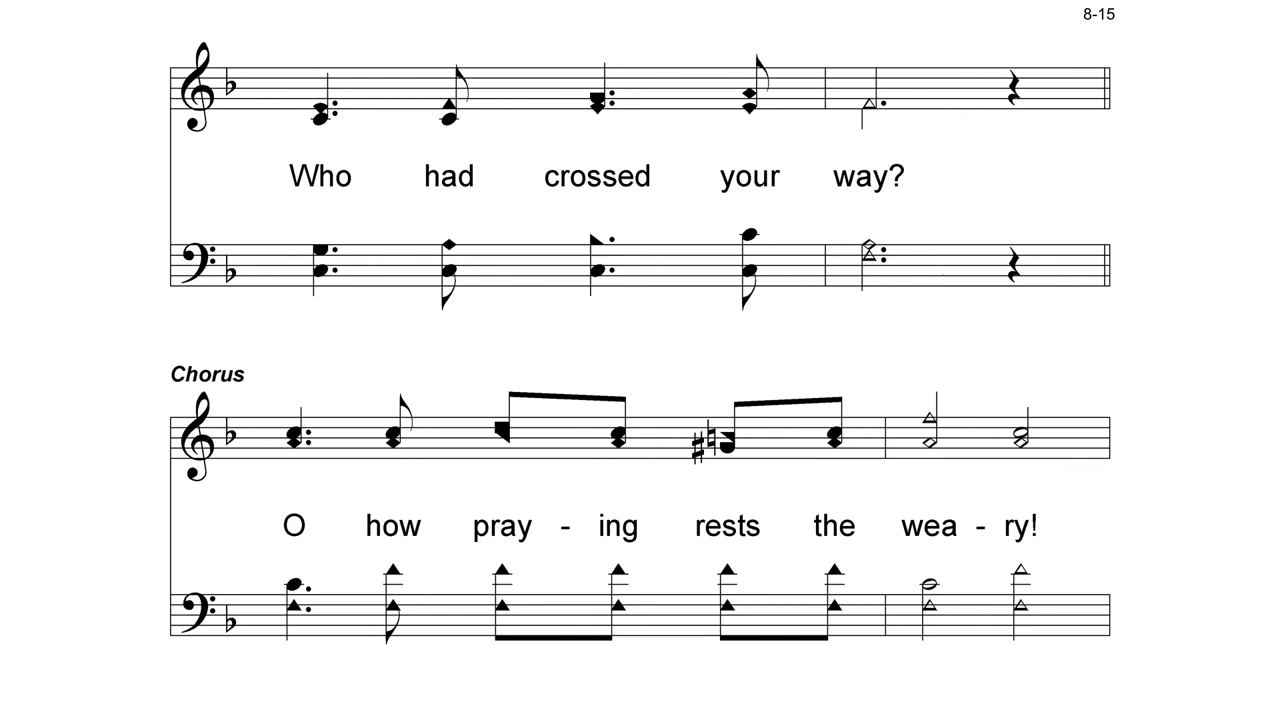 8-15
Who had crossed your way?
Chorus
O how pray - ing rests the wea - ry!